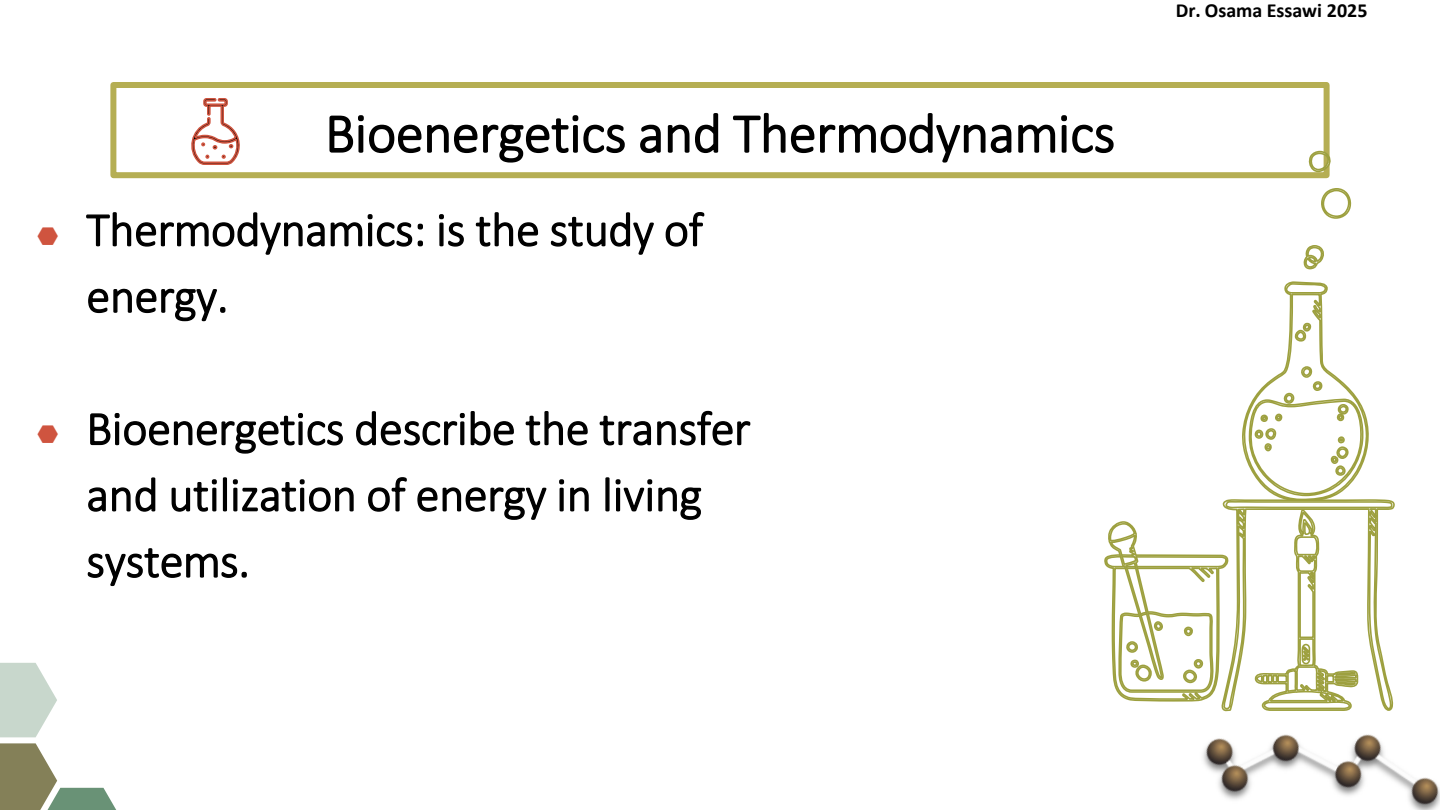 Dr. Osama Essawi 2025
Bioenergetics and Thermodynamics
Thermodynamics: is the study of
energy.
Bioenergetics describe the transfer
and utilization of energy in living
systems.